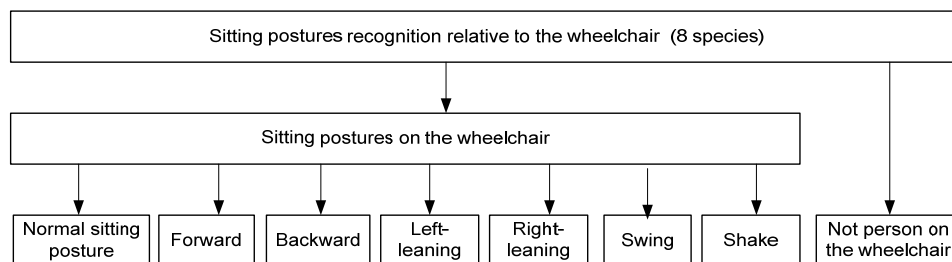 Sitting postures recognition relative to the wheelchair (8 species)
Sitting postures on the wheelchair
Normal sitting
posture
Forward
Backward
Left-
leaning
Right-
leaning
Swing
Shake
Not person on
the wheelchair